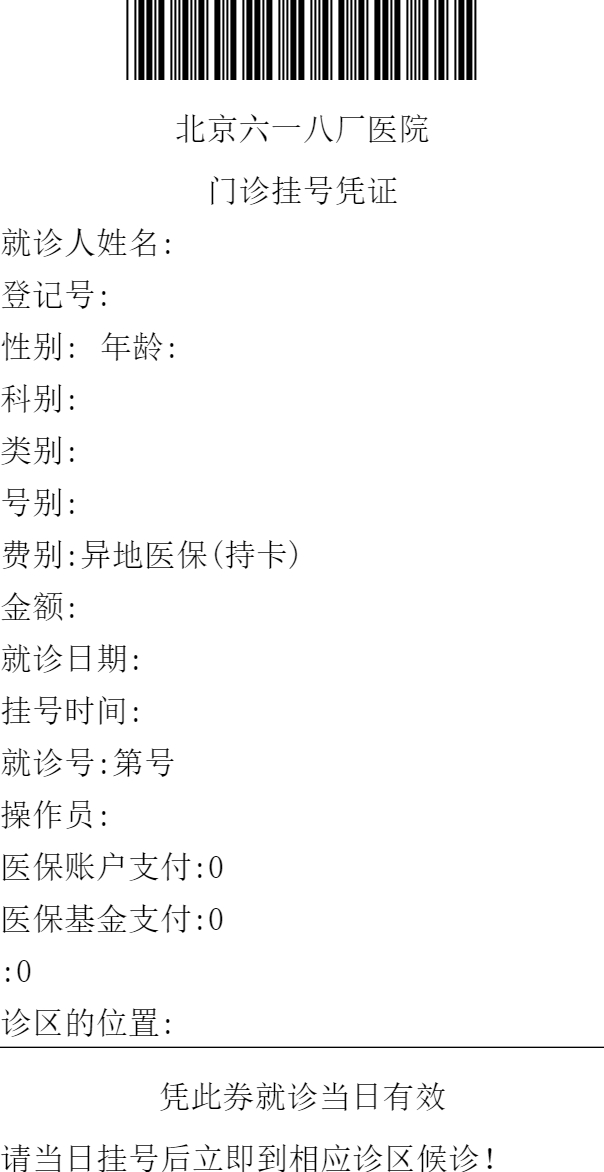 北京六一八厂医院
门诊挂号凭证
就诊人姓名:
登记号:
性别: 年龄:
科别:
类别:
号别:
费别:异地医保(持卡)
金额:
就诊日期:
挂号时间:
就诊号:第号
操作员:
医保账户支付:0
医保基金支付:0
:0
诊区的位置:
凭此券就诊当日有效
请当日挂号后立即到相应诊区候诊!